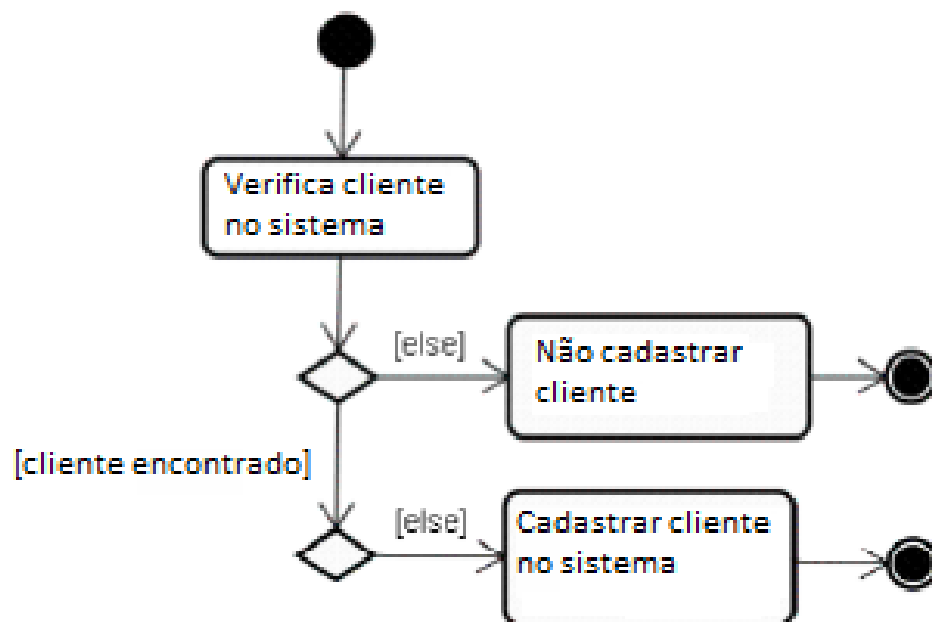 Verifica cliente
no sistema
[else]
Não cadastrar
cliente
[cliente encontrado]
[else]
Cadastrar cliente
no sistema